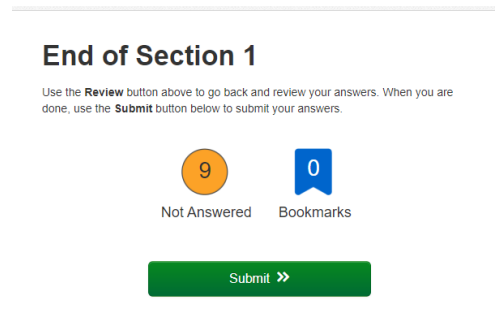 End of Section 1
Use the Review button above to go back and review your answers. When you are
done, use the Submit button below to submit your answers.
9 0
Not Answered Bookmarks
Submit »